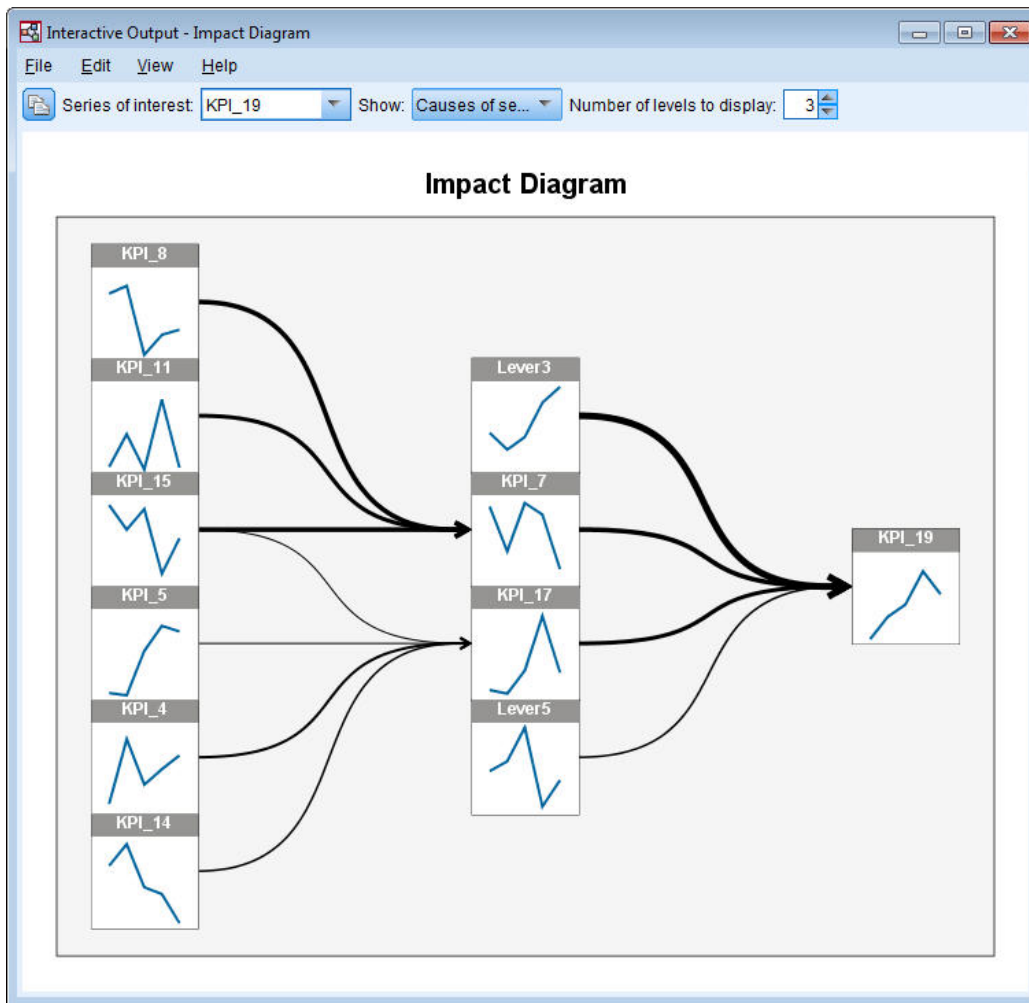 Interactive Output - Impact Diagram
File Edit View Help
Series of interest: KPI_19 Show: Causes of se... Number of levels to display: 3
Impact Diagram
KPI_8
KPI_11
KPI_15
KPI_5
KPI_4
KPI_14
Lever3
KPI_7
KPI_17
Lever5
KPI_19